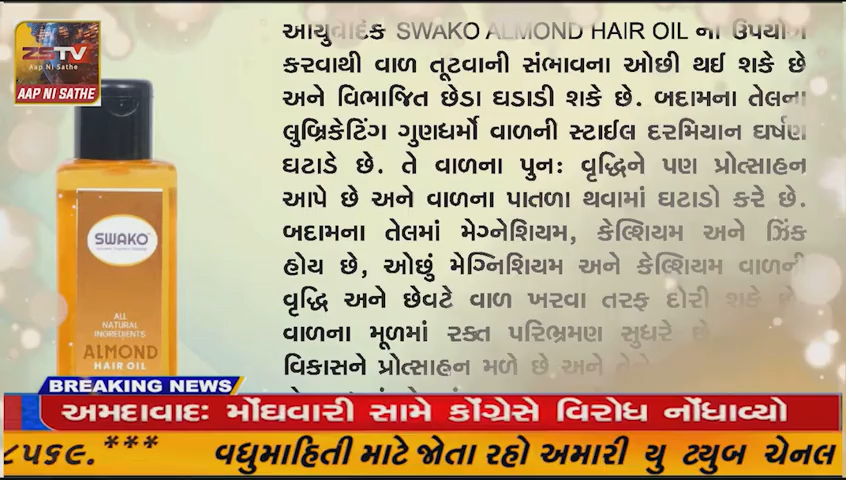 ZSTV
Aap Ni Sathe
AAP NI SATHE
આયુર્વેદિક SWAKO ALMOND HAIR OIL ના ઉપયોગ
કરવાથી વાળ તૂટવાની સંભાવના ઓછી થઈ શકે છે
અને વિભાજિત છેડા ઘડાડી શકે છે. બદામના તેલના
લુબ્રિકેટિંગ ગુણધર્મો વાળની સ્ટાઈલ દરમિયાન ઘર્ષણ
ઘટાડે છે. તે વાળના પુનઃ વૃદ્ધિને પણ પ્રોત્સાહન
આપે છે અને વાળના પાતળા થવામાં ઘટાડો કરે છે.
બદામના તેલમાં મેગ્નેશિયમ, કેલ્શિયમ અને ઝિંક
હોય છે, ઓછું મેગ્નિશિયમ અને કેલ્શિયમ વાળની
વૃદ્ધિ અને છેવટે વાળ ખરવા તરફ દોરી શકે છે.
વાળના મૂળમાં રક્ત પરિભ્રમણ સુધરે છે
વિકાસને પ્રોત્સાહન મળે છે અને
SWAKO
ALL
NATURAL
INGREDIENTS
ALMOND
HAIR OIL
BREAKING NEWS
અમદાવાદઃ મોંઘવારી સામે કોંગ્રેસે વિરોધ નોંધાવ્યો
૮૫૬૯.*** વધુમાહિતી માટે જોતા રહો અમારી યુ ટ્યુબ ચેનલ